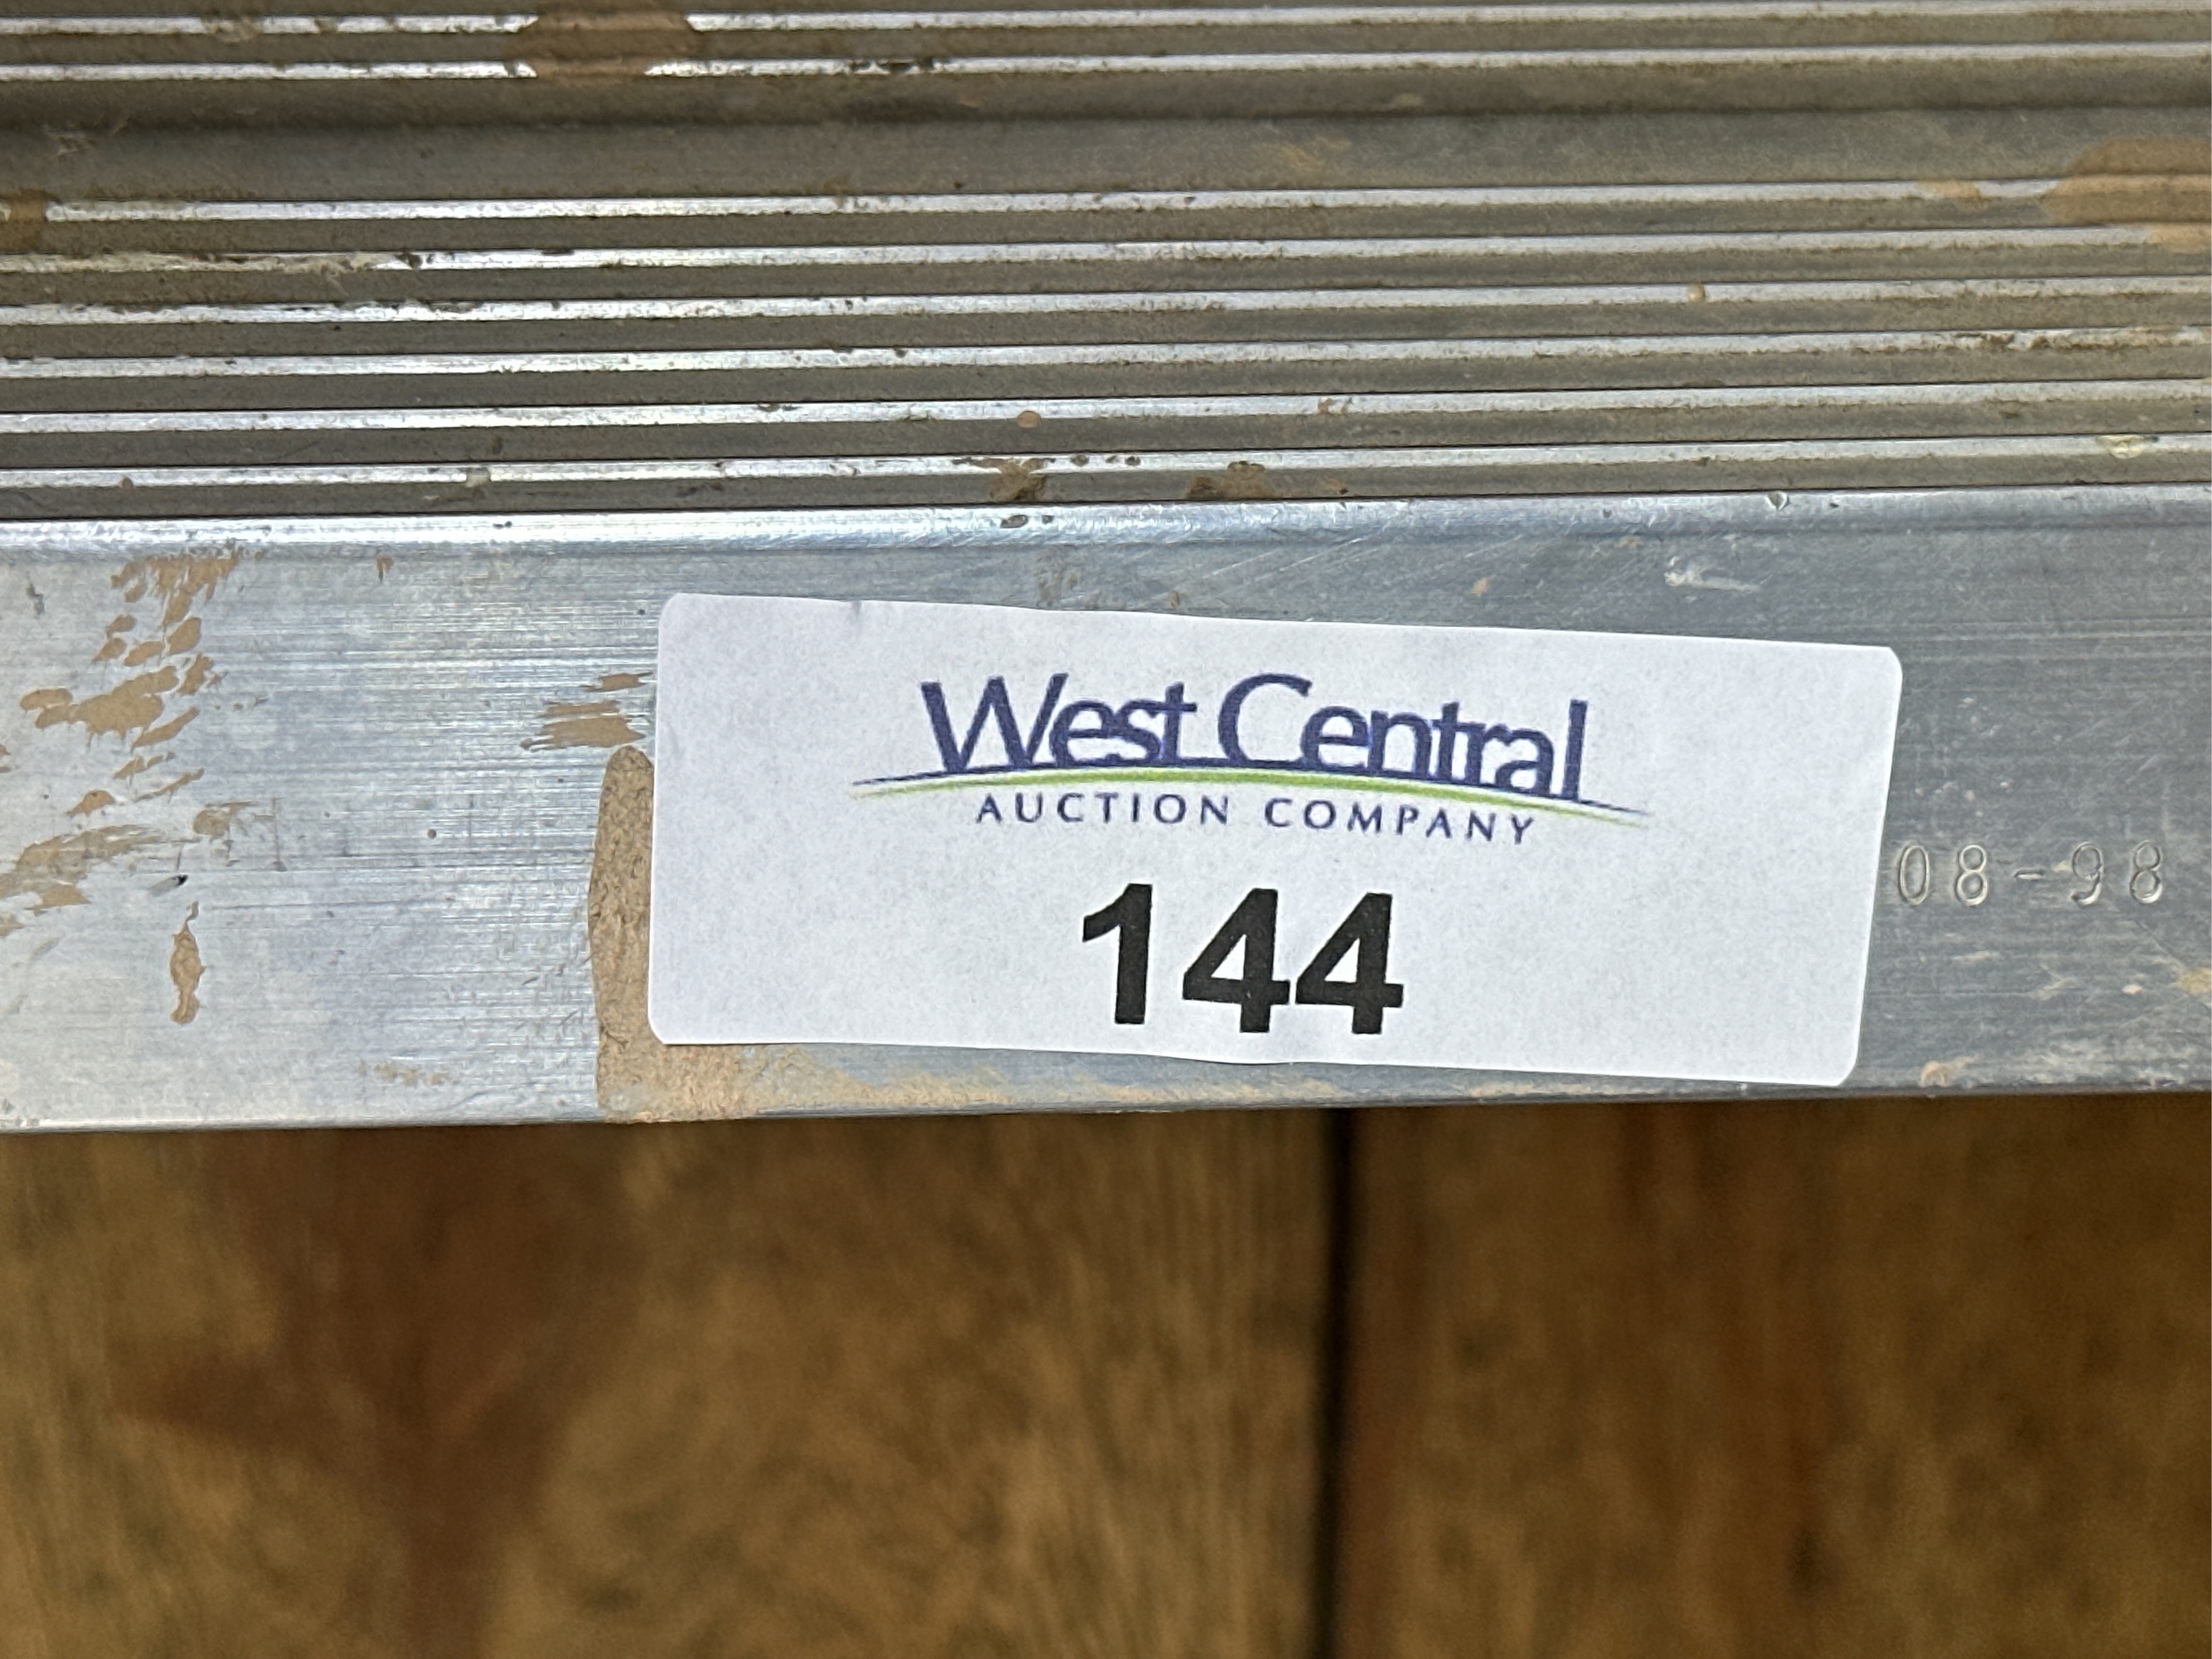 West Central
AUCTION COMPANY
144
08-98